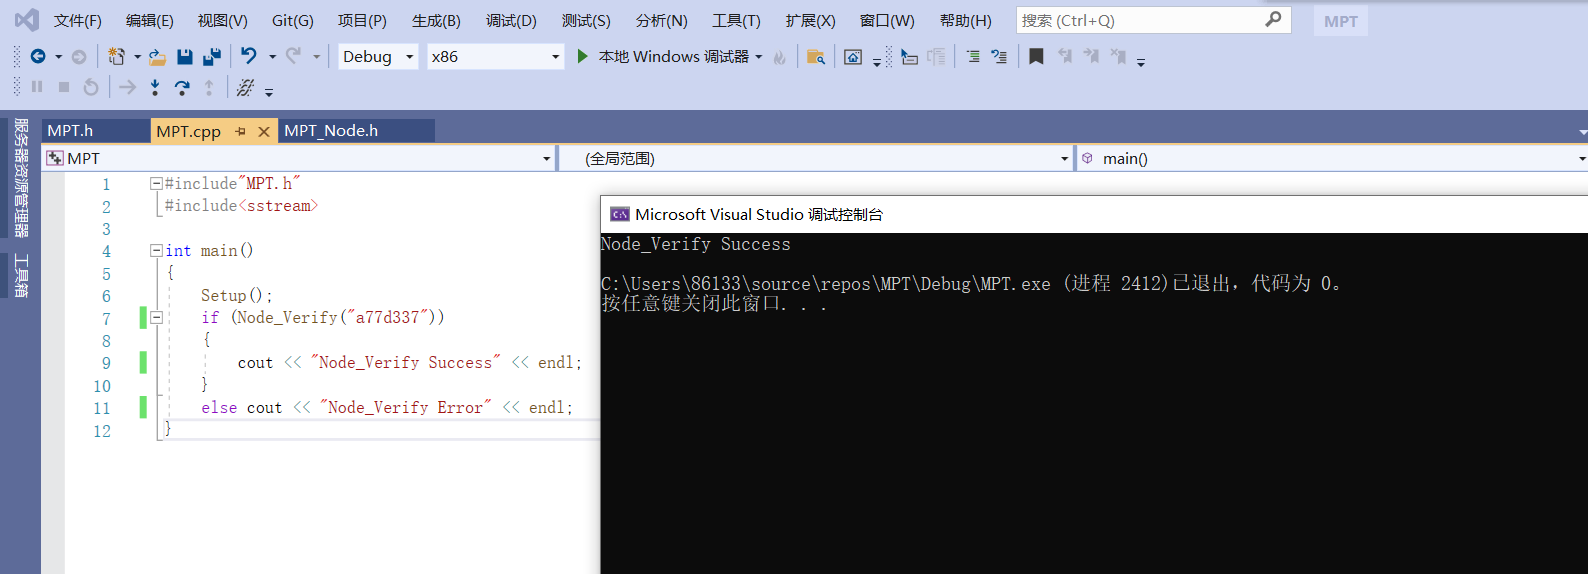 文件(F) 编辑(E) 视图(V) Git(G) 项目(P) 生成(B) 调试(D) 测试(S) 分析(N) 工具(T) 扩展(X) 窗口(W) 帮助(H) 搜索 (Ctrl+Q) MPT
Debug x86 本地 Windows 调试器
服务器资源管理器
工具箱
MPT.h MPT.cpp MPT_Node.h
MPT (全局范围) main()
1 #include"MPT.h"
2 #include<sstream>
3
4 int main()
5 {
6 Setup();
7 if (Node_Verify("a77d337"))
8 {
9 cout << "Node_Verify Success" << endl;
10 }
11 else cout << "Node_Verify Error" << endl;
12 }
C:\ Microsoft Visual Studio 调试控制台
Node_Verify Success
C:\Users\86133\source\repos\MPT\Debug\MPT.exe (进程 2412)已退出，代码为 0。
按任意键关闭此窗口. . .